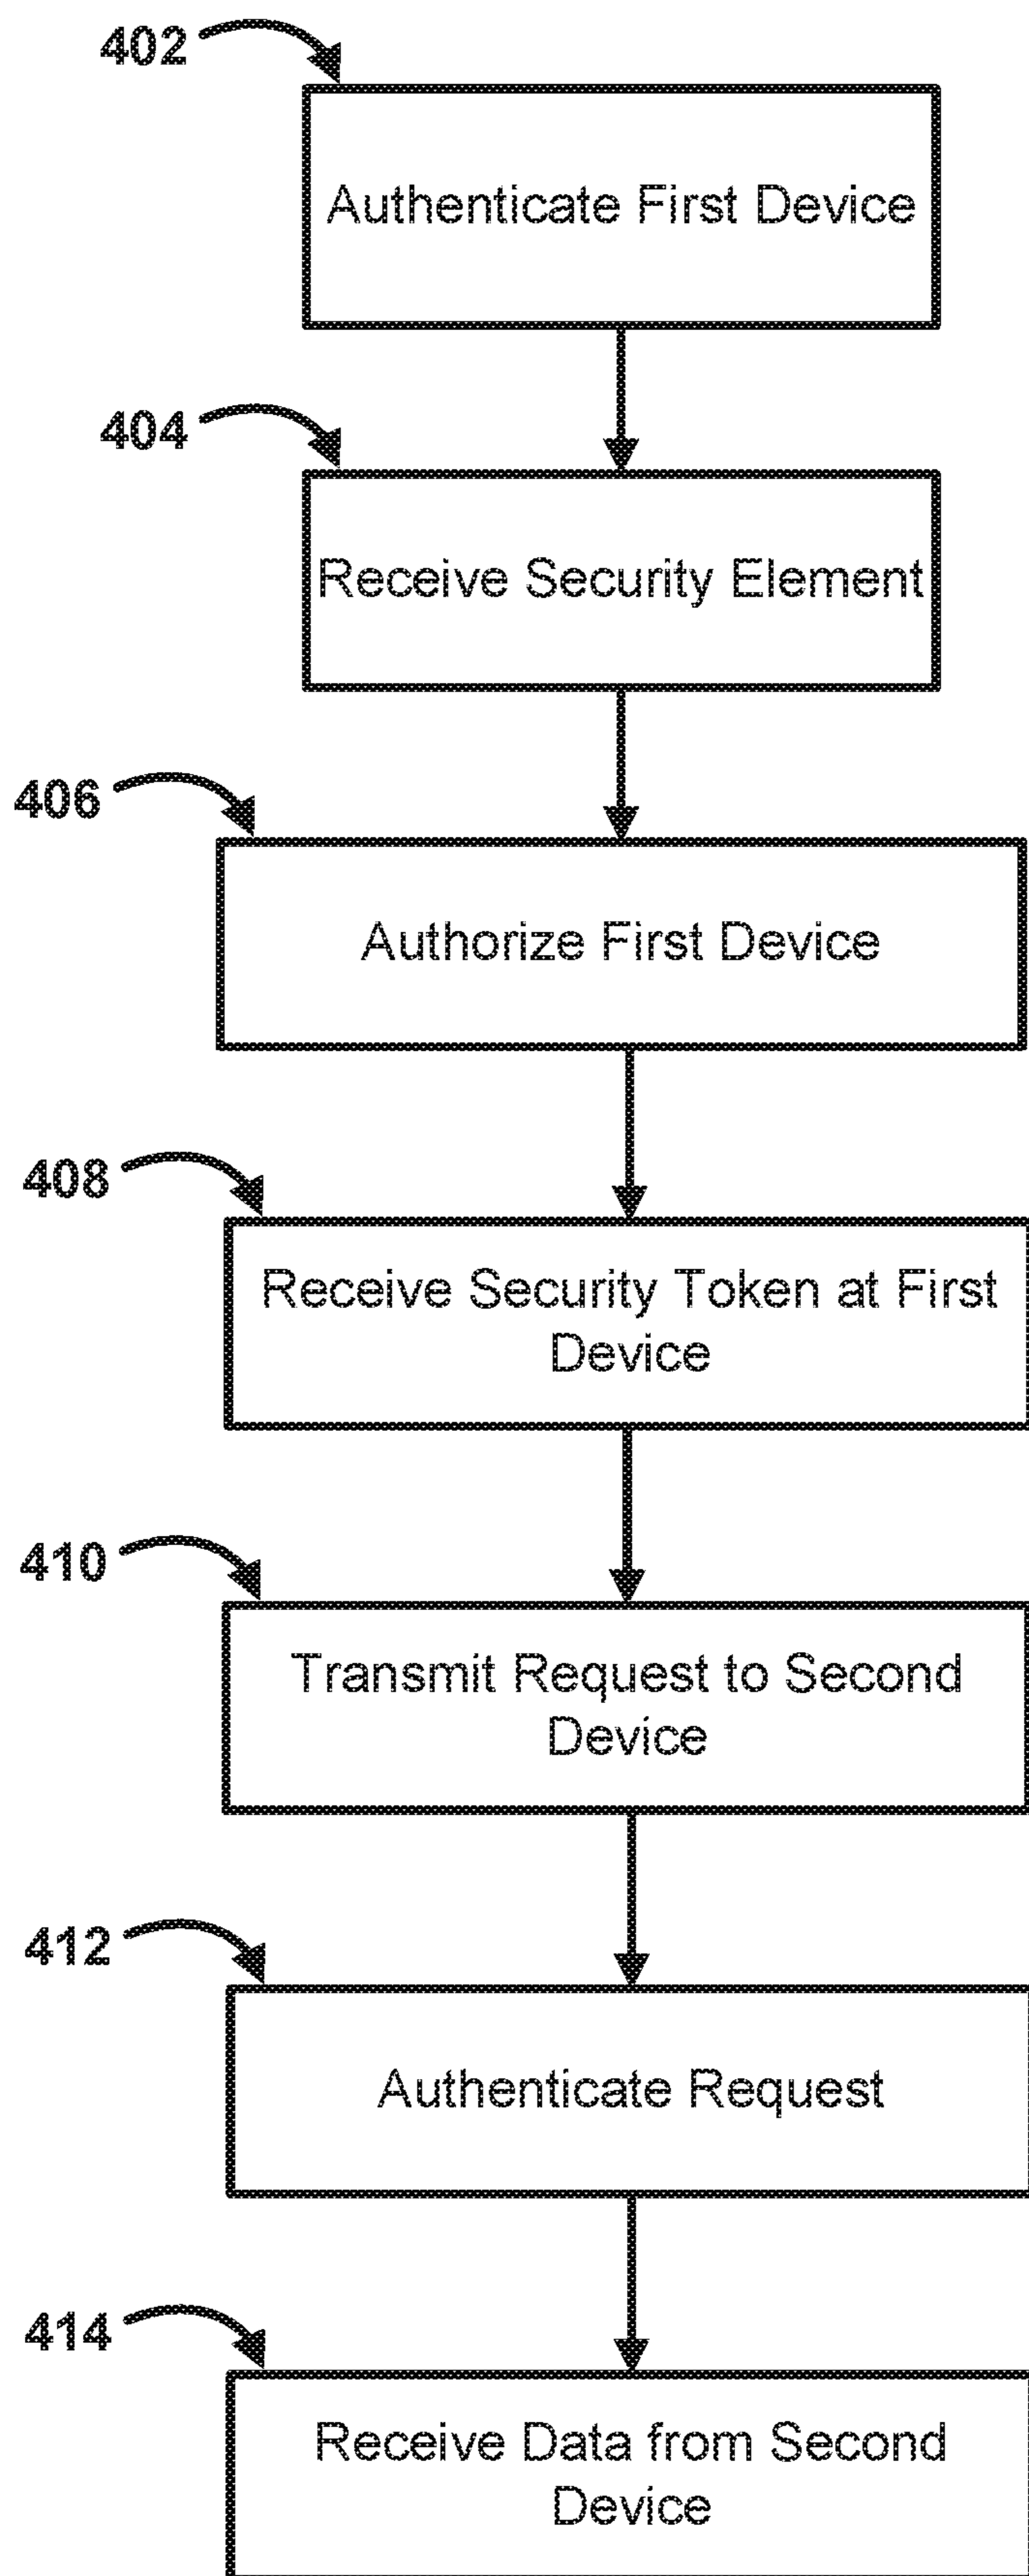 402
Authenticate First Device
404
Receive Security Element
406
Authorize First Device
408
Receive Security Token at First
Device
410
Transmit Request to Second
Device
412
Authenticate Request
414
Receive Data from Second
Device